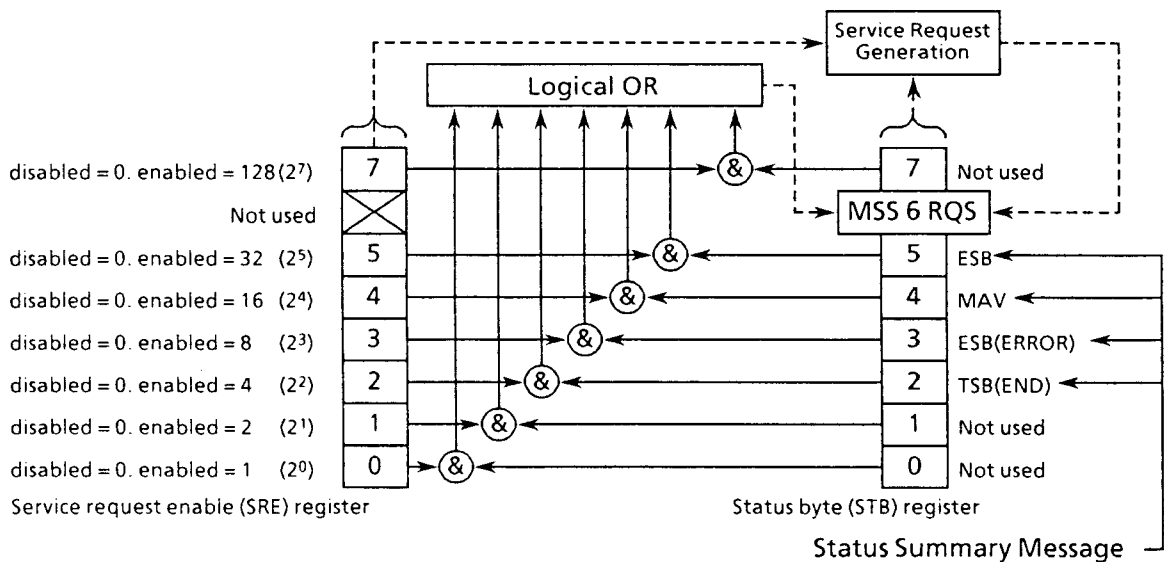 Service Request
Generation
Logical OR
disabled = 0. enabled = 128(2⁷) 7 & 7 Not used
Not used MSS 6 RQS
disabled = 0. enabled = 32 (2⁵) 5 & 5 ESB
disabled = 0. enabled = 16 (2⁴) 4 & 4 MAV
disabled = 0. enabled = 8 (2³) 3 & 3 ESB(ERROR)
disabled = 0. enabled = 4 (2²) 2 & 2 TSB(END)
disabled = 0. enabled = 2 (2¹) 1 & 1 Not used
disabled = 0. enabled = 1 (2⁰) 0 & 0 Not used
Service request enable (SRE) register Status byte (STB) register
Status Summary Message